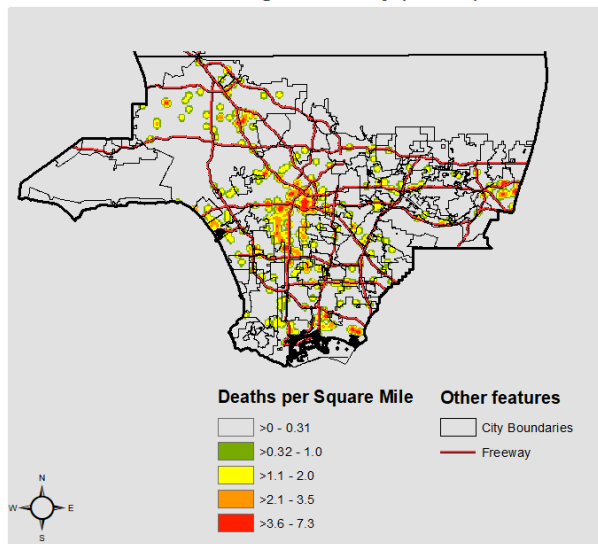 Deaths per Square Mile
>0 - 0.31
>0.32 - 1.0
>1.1 - 2.0
>2.1 - 3.5
>3.6 - 7.3
Other features
City Boundaries
Freeway
N
W E
S